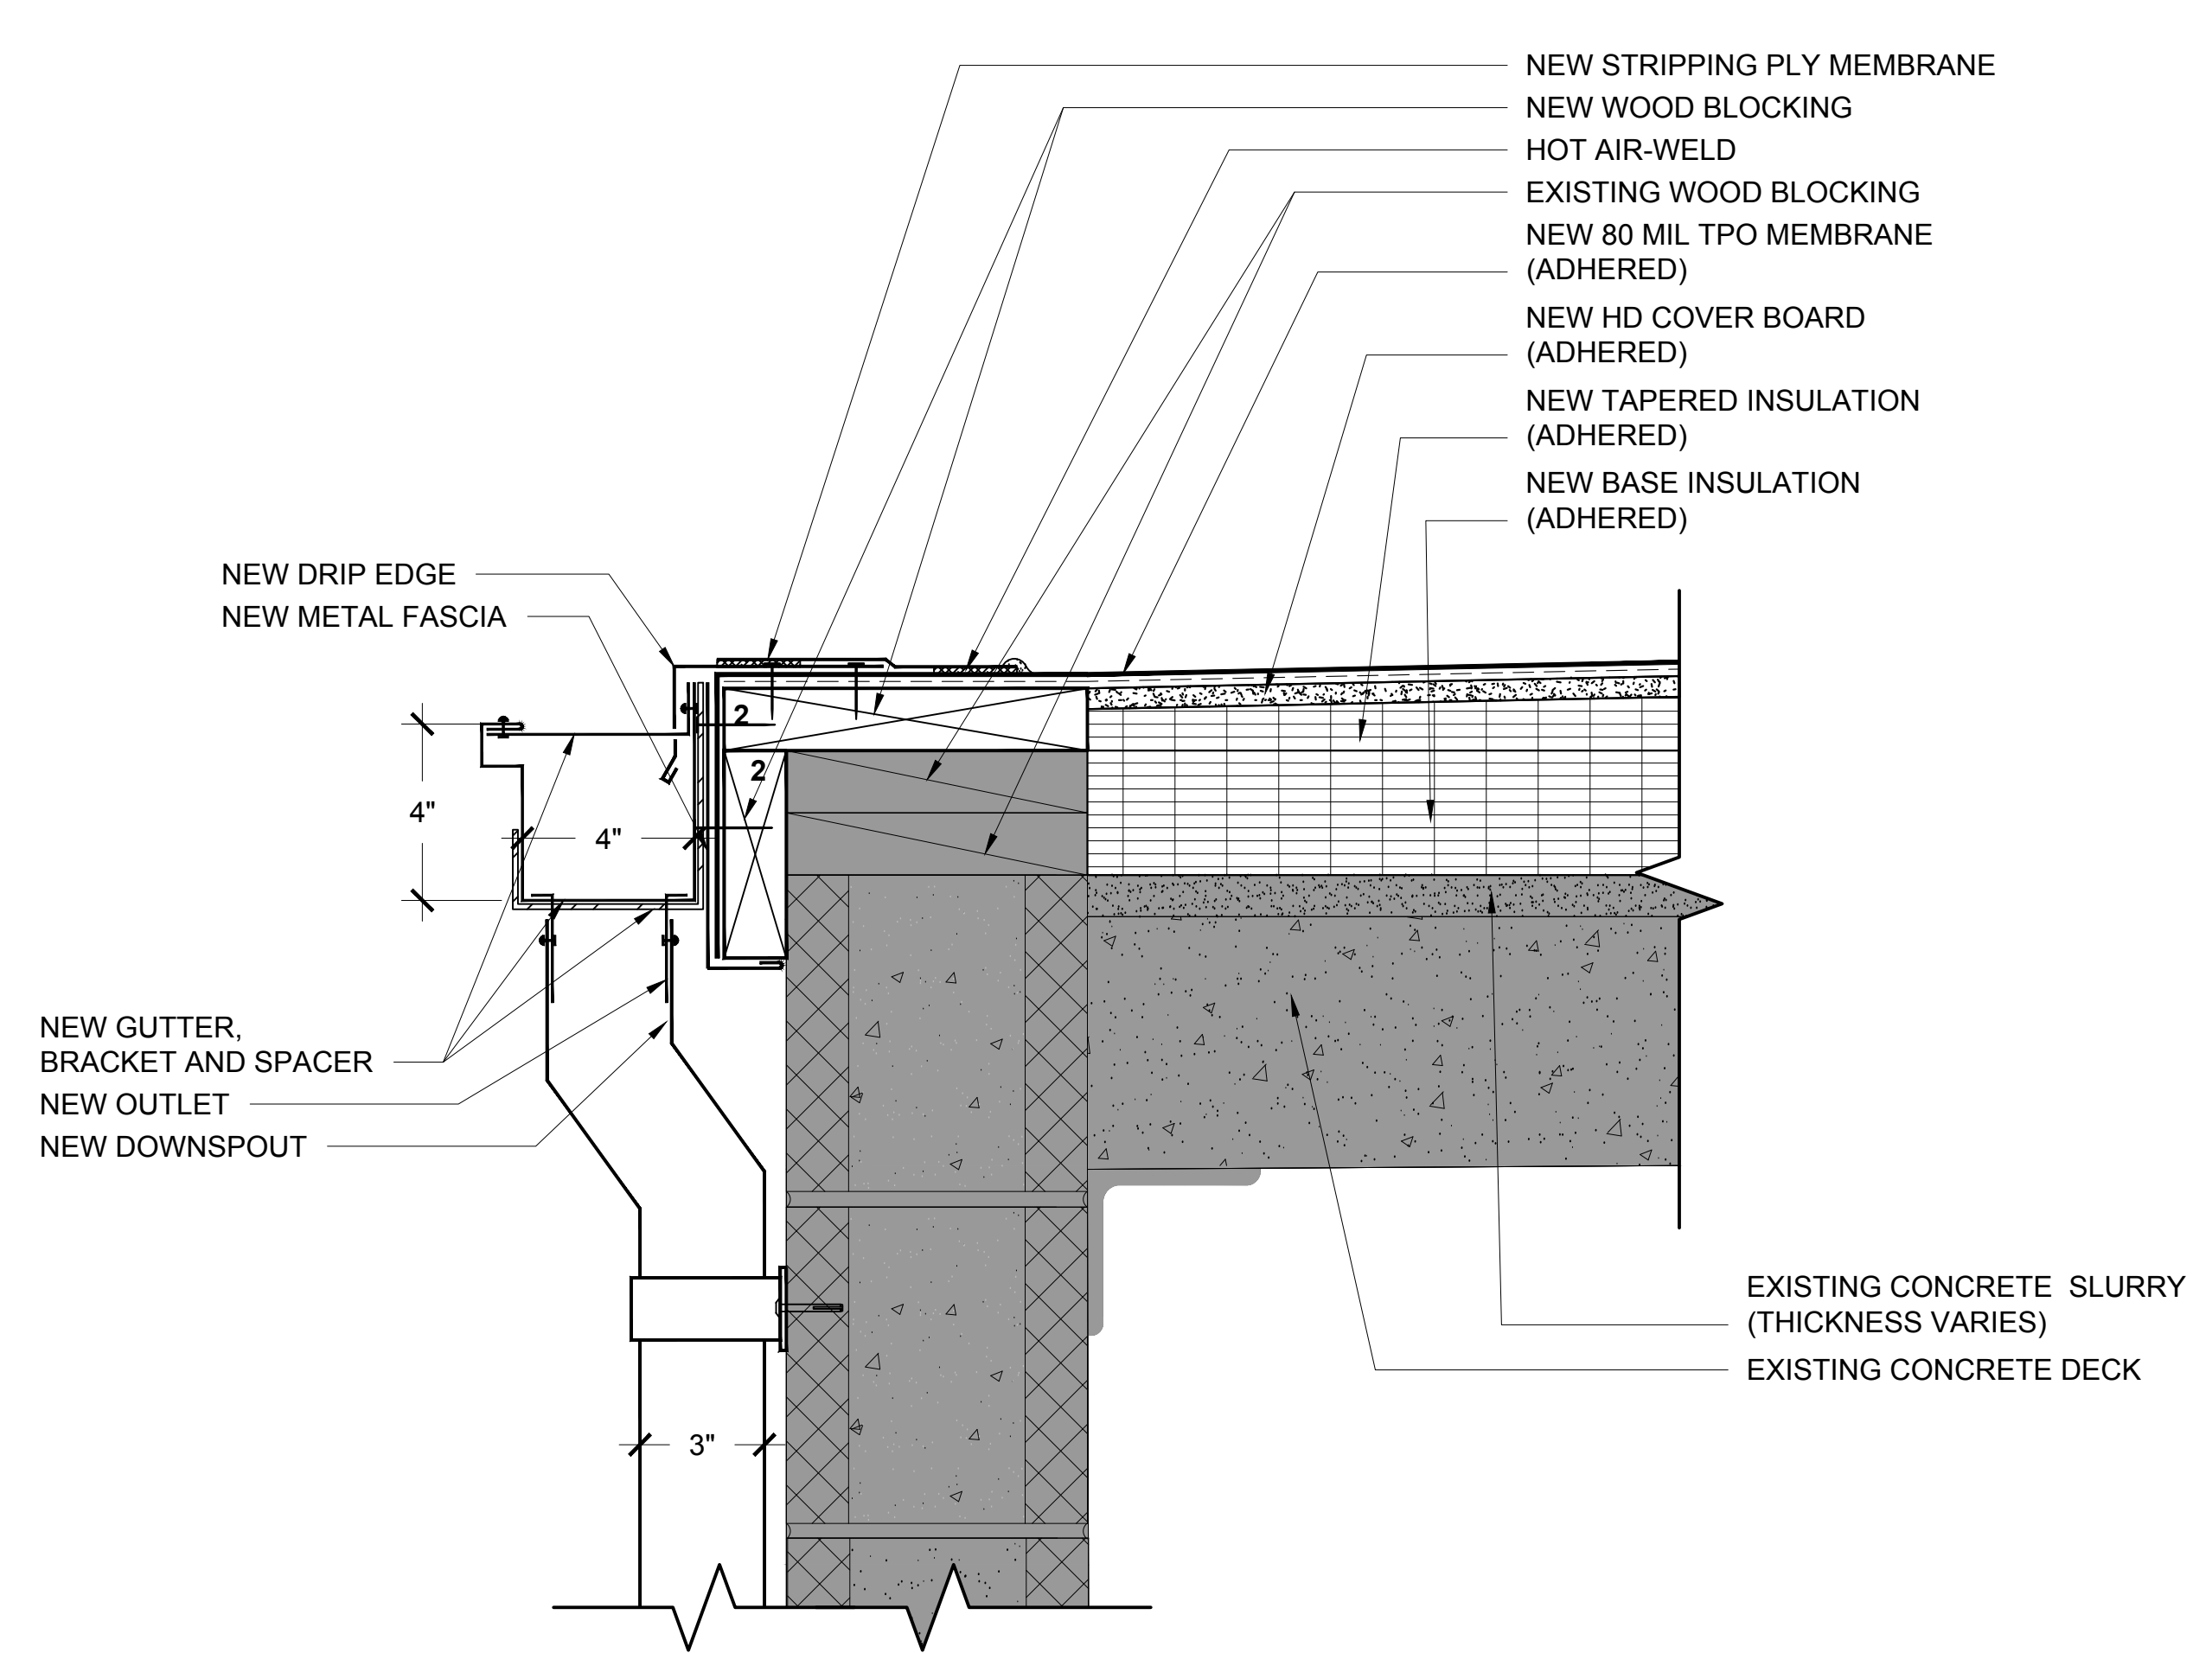 NEW STRIPPING PLY MEMBRANE
NEW WOOD BLOCKING
HOT AIR-WELD
EXISTING WOOD BLOCKING
NEW 80 MIL TPO MEMBRANE
(ADHERED)
NEW HD COVER BOARD
(ADHERED)
NEW TAPERED INSULATION
(ADHERED)
NEW BASE INSULATION
(ADHERED)
NEW DRIP EDGE
NEW METAL FASCIA
2
2
4"
4"
NEW GUTTER,
BRACKET AND SPACER
NEW OUTLET
NEW DOWNSPOUT
EXISTING CONCRETE  SLURRY
(THICKNESS VARIES)
EXISTING CONCRETE DECK
3"